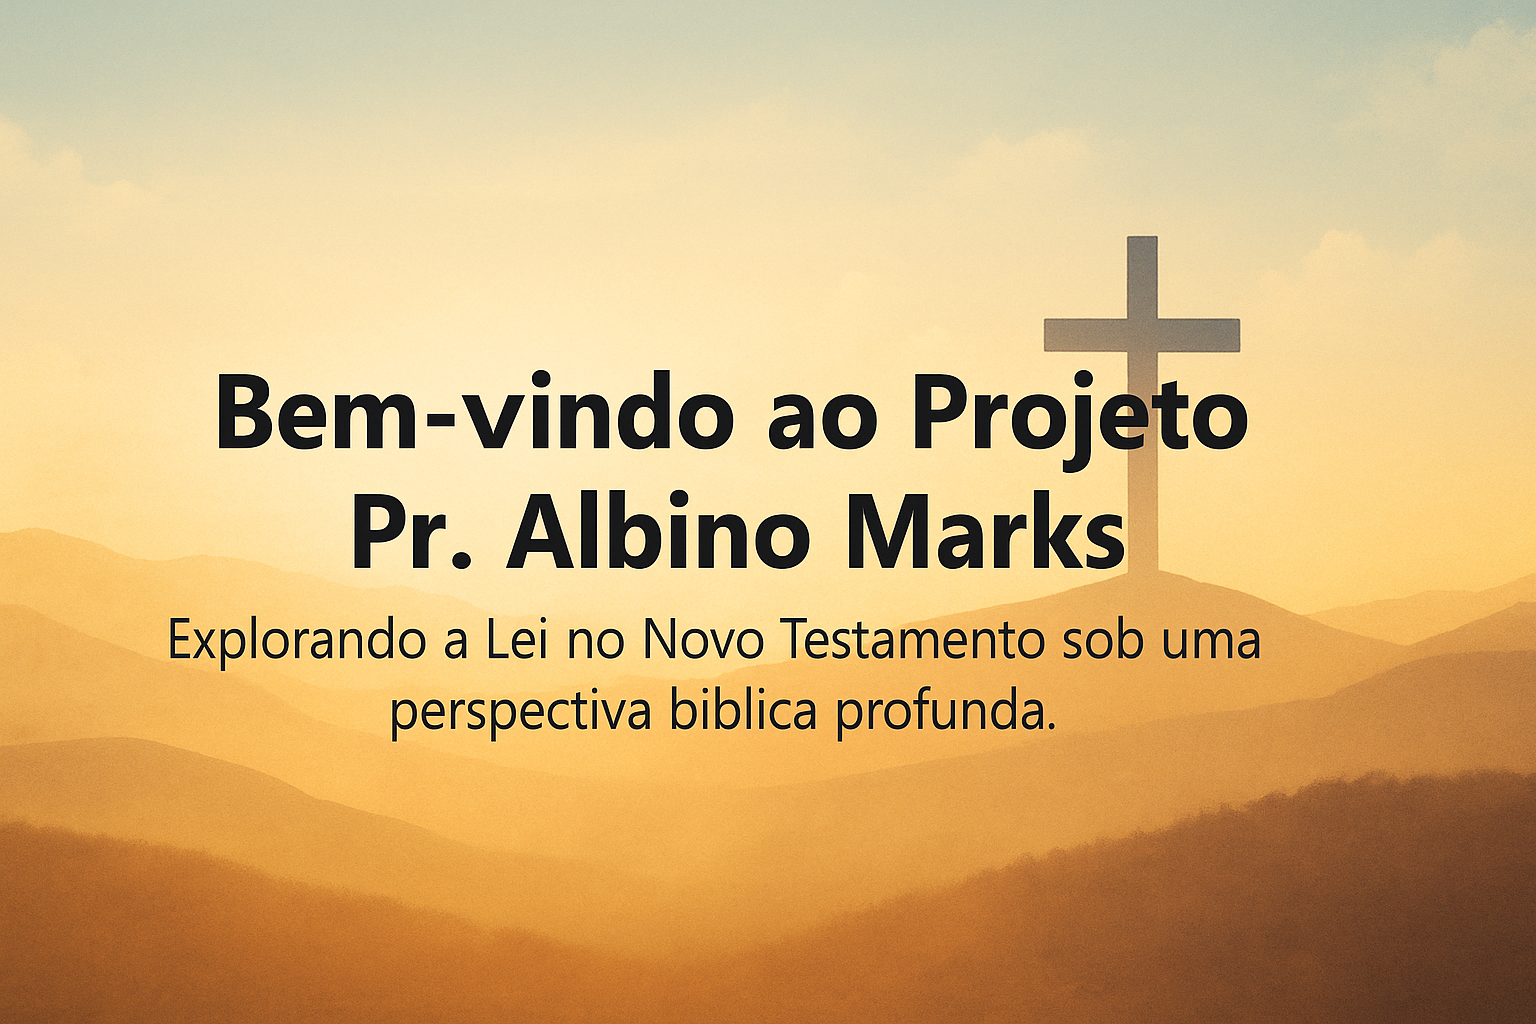 Bem-vindo ao Projeto
Pr. Albino Marks
Explorando a Lei no Novo Testamento sob uma
perspectiva biblica profunda.